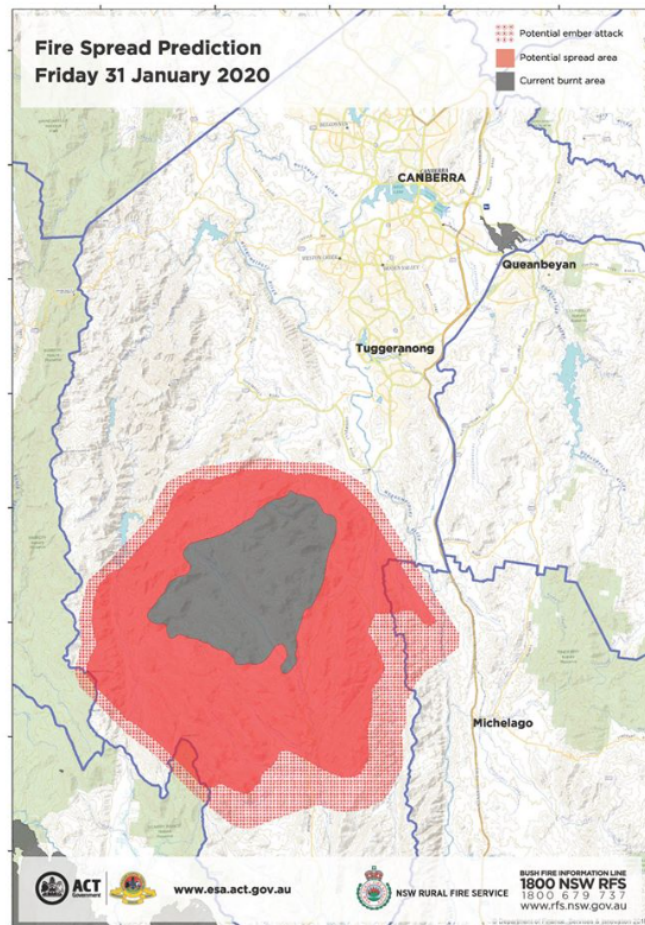 Fire Spread Prediction
Friday 31 January 2020
Potential ember attack
Potential spread area
Current burnt area
CANBERRA
Queanbeyan
Tuggeranong
Michelago
ACT
Government
www.esa.act.gov.au
NSW RURAL FIRE SERVICE
BUSH FIRE INFORMATION LINE
1800 NSW RFS
1800 679 737
www.rfs.nsw.gov.au